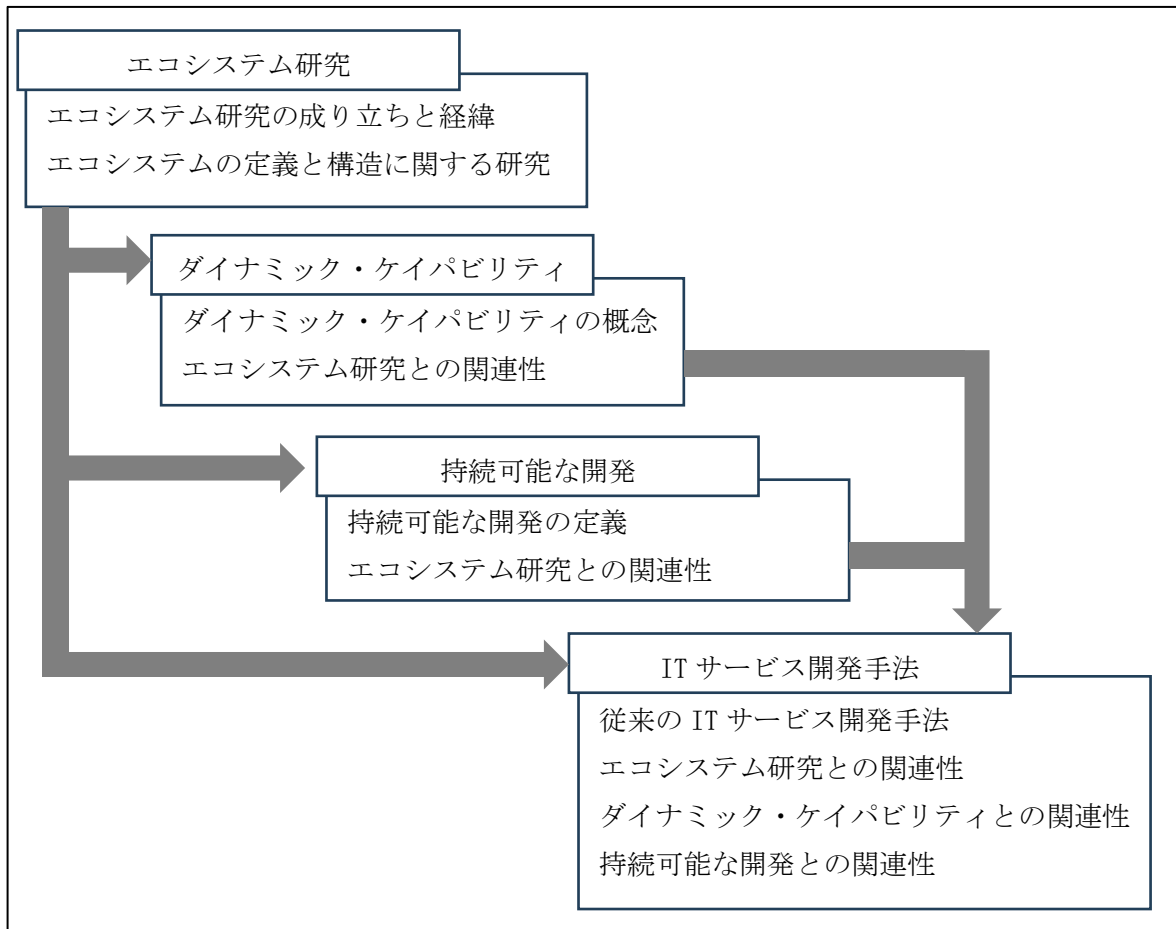 エコシステム研究
エコシステム研究の成り立ちと経緯
エコシステムの定義と構造に関する研究
ダイナミック・ケイパビリティ
ダイナミック・ケイパビリティの概念
エコシステム研究との関連性
持続可能な開発
持続可能な開発の定義
エコシステム研究との関連性
IT サービス開発手法
従来の IT サービス開発手法
エコシステム研究との関連性
ダイナミック・ケイパビリティとの関連性
持続可能な開発との関連性